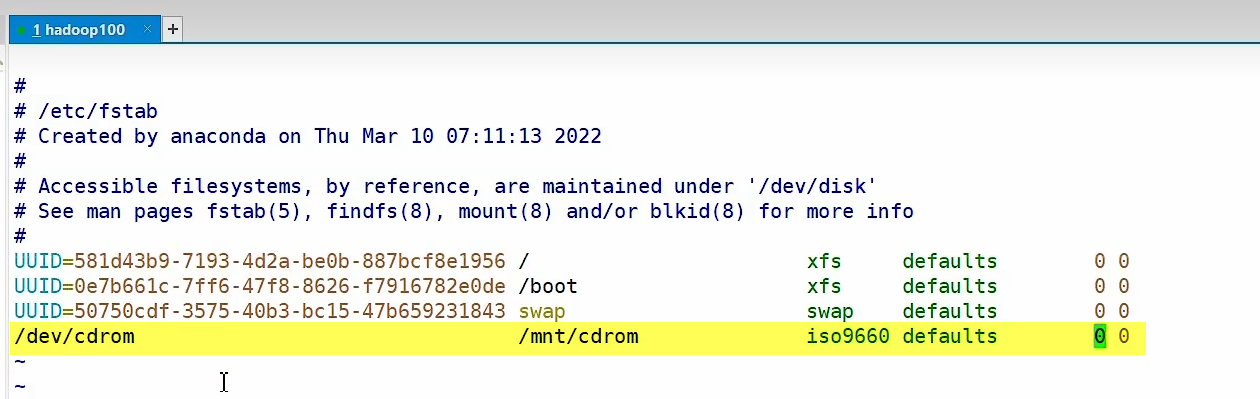 1 hadoop100 × +
#
# /etc/fstab
# Created by anaconda on Thu Mar 10 07:11:13 2022
#
# Accessible filesystems, by reference, are maintained under '/dev/disk'
# See man pages fstab(5), findfs(8), mount(8) and/or blkid(8) for more info
#
UUID=581d43b9-7193-4d2a-be0b-887bcf8e1956 / xfs defaults 0 0
UUID=0e7b661c-7ff6-47f8-8626-f7916782e0de /boot xfs defaults 0 0
UUID=50750cdf-3575-40b3-bc15-47b659231843 swap swap defaults 0 0
/dev/cdrom /mnt/cdrom iso9660 defaults 0 0
~
~